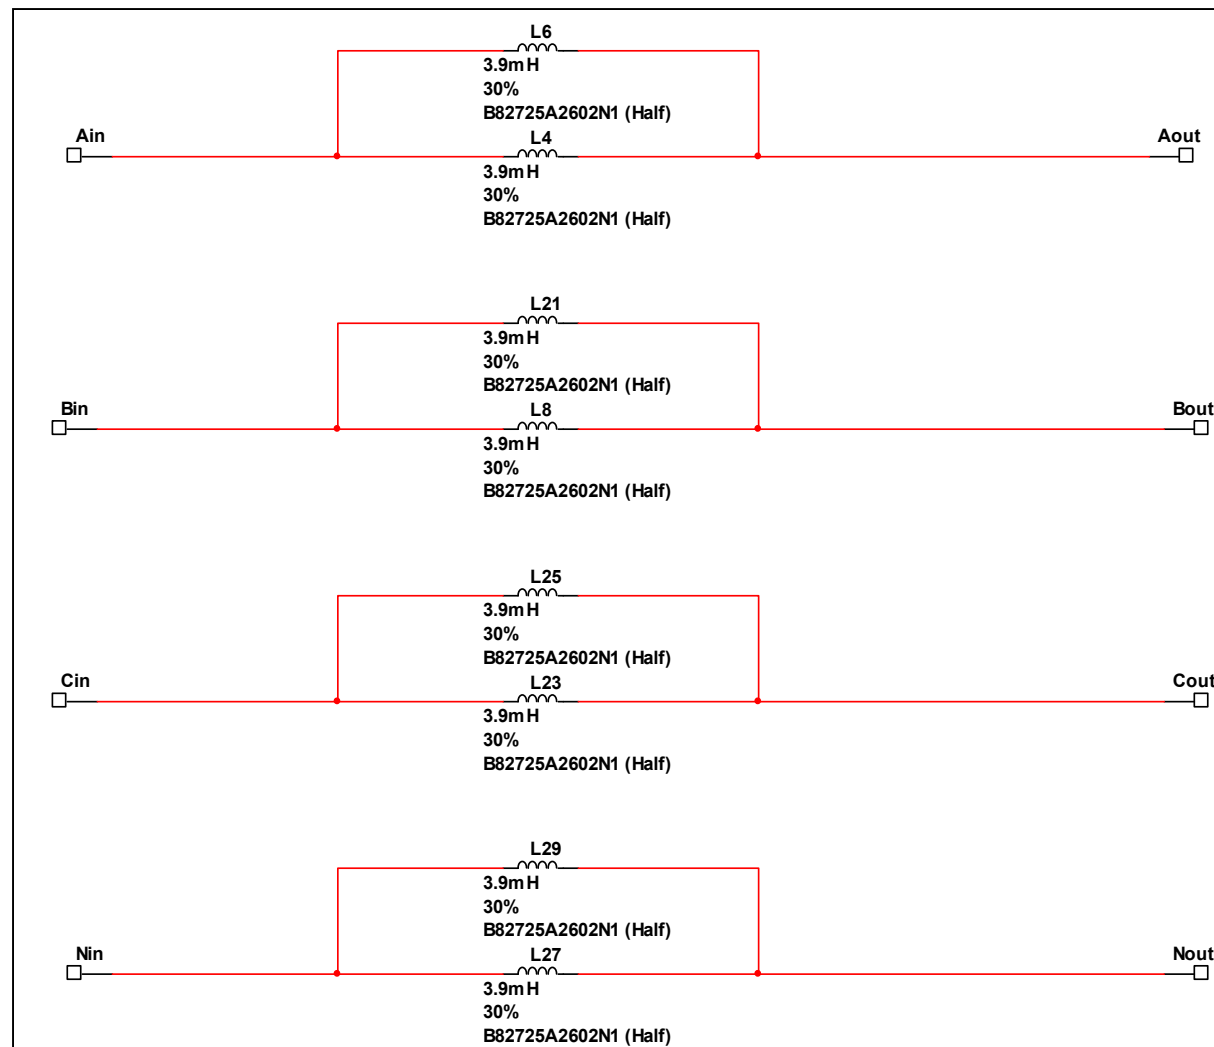 L6
3.9mH
30%
B82725A2602N1 (Half)
Ain
L4
Aout
3.9mH
30%
B82725A2602N1 (Half)
L21
3.9mH
30%
B82725A2602N1 (Half)
Bin
L8
Bout
3.9mH
30%
B82725A2602N1 (Half)
L25
3.9mH
30%
B82725A2602N1 (Half)
Cin
L23
Cout
3.9mH
30%
B82725A2602N1 (Half)
L29
3.9mH
30%
B82725A2602N1 (Half)
Nin
L27
Nout
3.9mH
30%
B82725A2602N1 (Half)